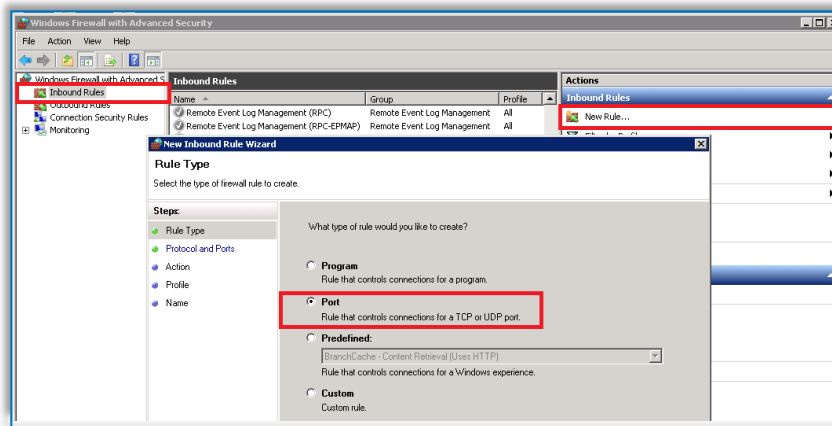 Windows Firewall with Advanced Security
File Action View Help
Windows Firewall with Advanced S
Inbound Rules
Outbound Rules
Connection Security Rules
Monitoring
Inbound Rules
Name Group Profile
Remote Event Log Management (RPC) Remote Event Log Management All
Remote Event Log Management (RPC-EPMAP) Remote Event Log Management All
Actions
Inbound Rules
New Rule...
New Inbound Rule Wizard
Rule Type
Select the type of firewall rule to create.
Steps:
Rule Type
Protocol and Ports
Action
Profile
Name
What type of rule would you like to create?
Program
Rule that controls connections for a program.
Port
Rule that controls connections for a TCP or UDP port.
Predefined:
BranchCache - Content Retrieval (Uses HTTP)
Rule that controls connections for a Windows experience.
Custom
Custom rule.